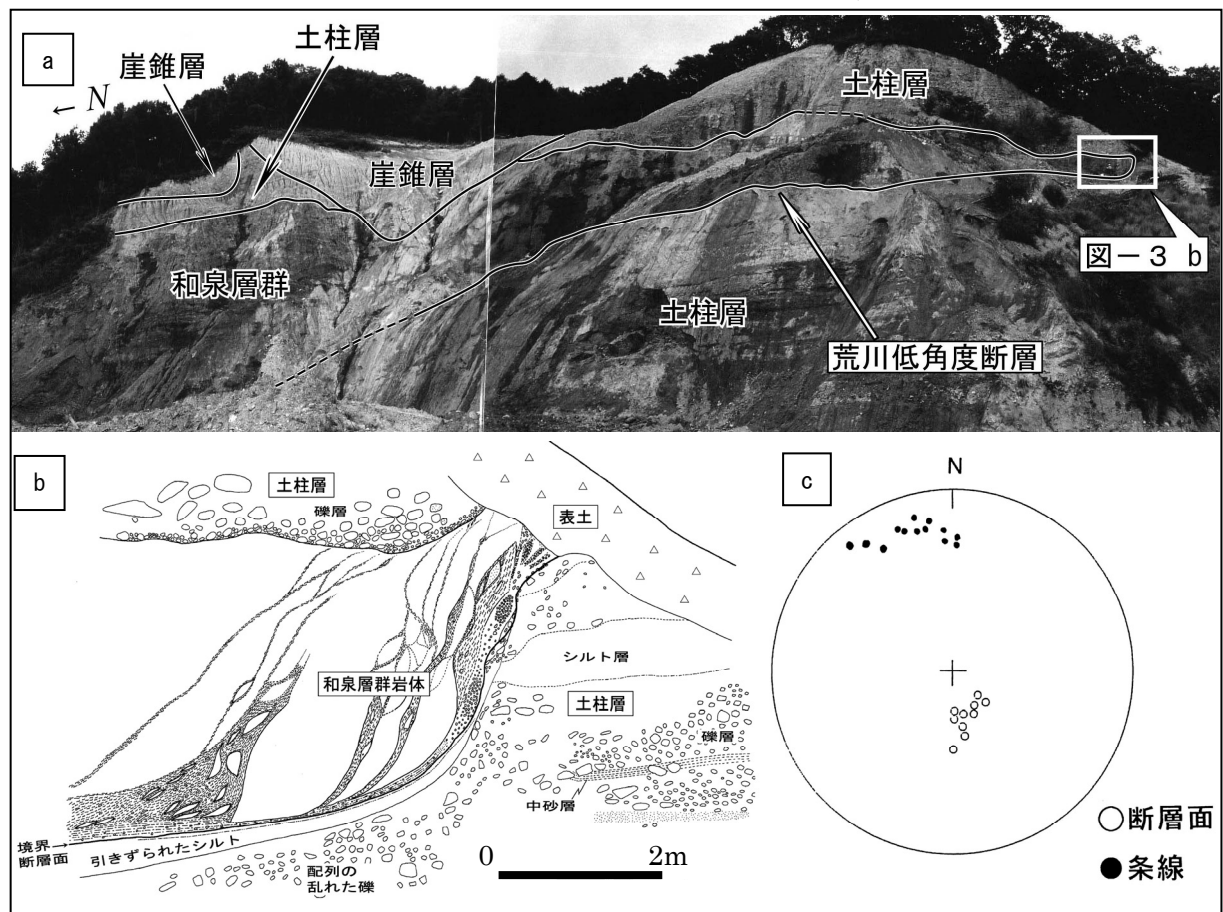 a
← N
崖錐層
土柱層
崖錐層
土柱層
和泉層群
土柱層
図－3 b
荒川低角度断層
b
土柱層
礫層
表土
シルト層
和泉層群岩体
土柱層
礫層
中砂層
境界→
断層面
引きずられたシルト
配列の
乱れた礫
0
2m
c
N
○断層面
●条線